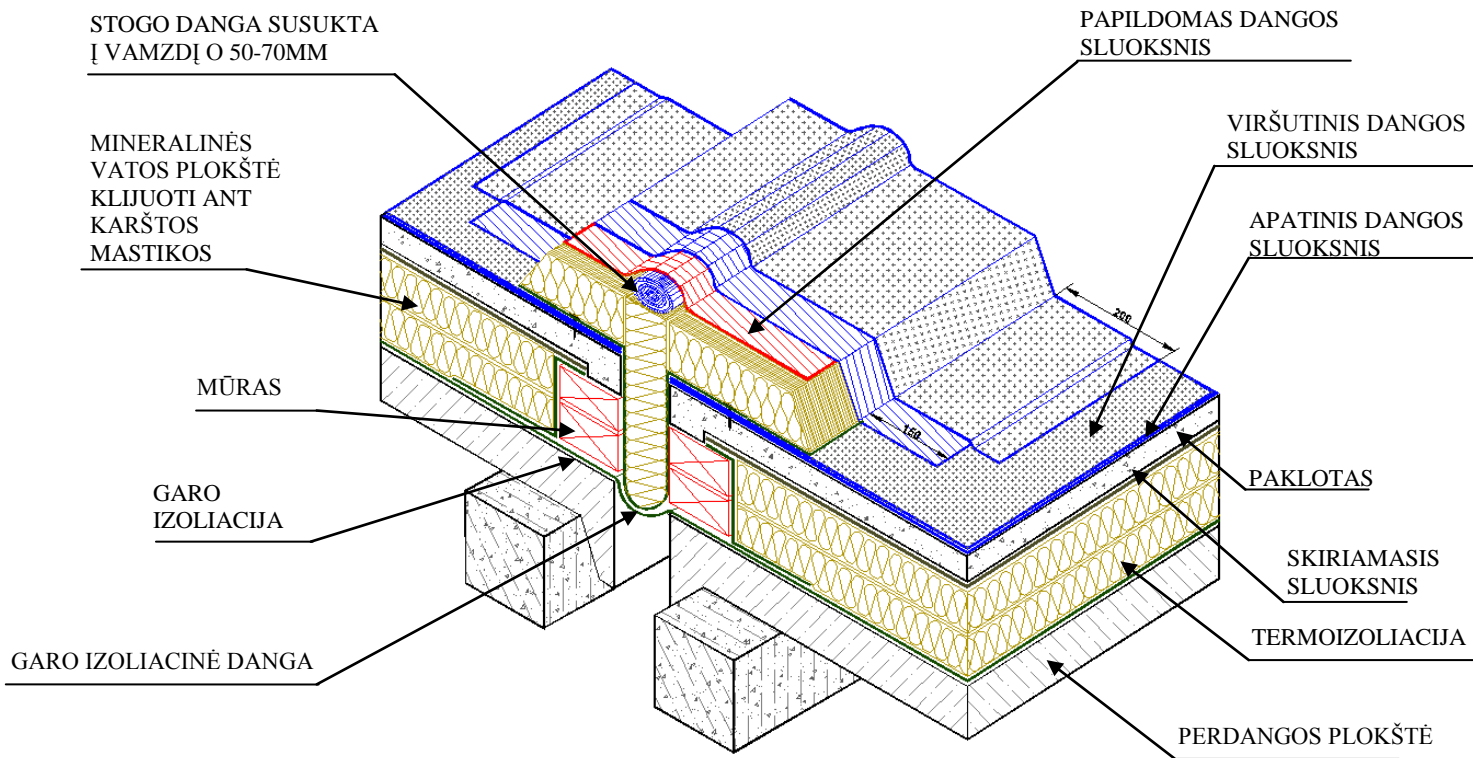 STOGO DANGA SUSUKTA
Į VAMZDĮ O 50-70MM
PAPILDOMAS DANGOS
SLUOKSNIS
MINERALINĖS
VATOS PLOKŠTĖ
KLIJUOTI ANT
KARŠTOS
MASTIKOS
VIRŠUTINIS DANGOS
SLUOKSNIS
APATINIS DANGOS
SLUOKSNIS
200
MŪRAS
150
PAKLOTAS
GARO
IZOLIACIJA
SKIRIAMASIS
SLUOKSNIS
TERMOIZOLIACIJA
GARO IZOLIACINĖ DANGA
PERDANGOS PLOKŠTĖ